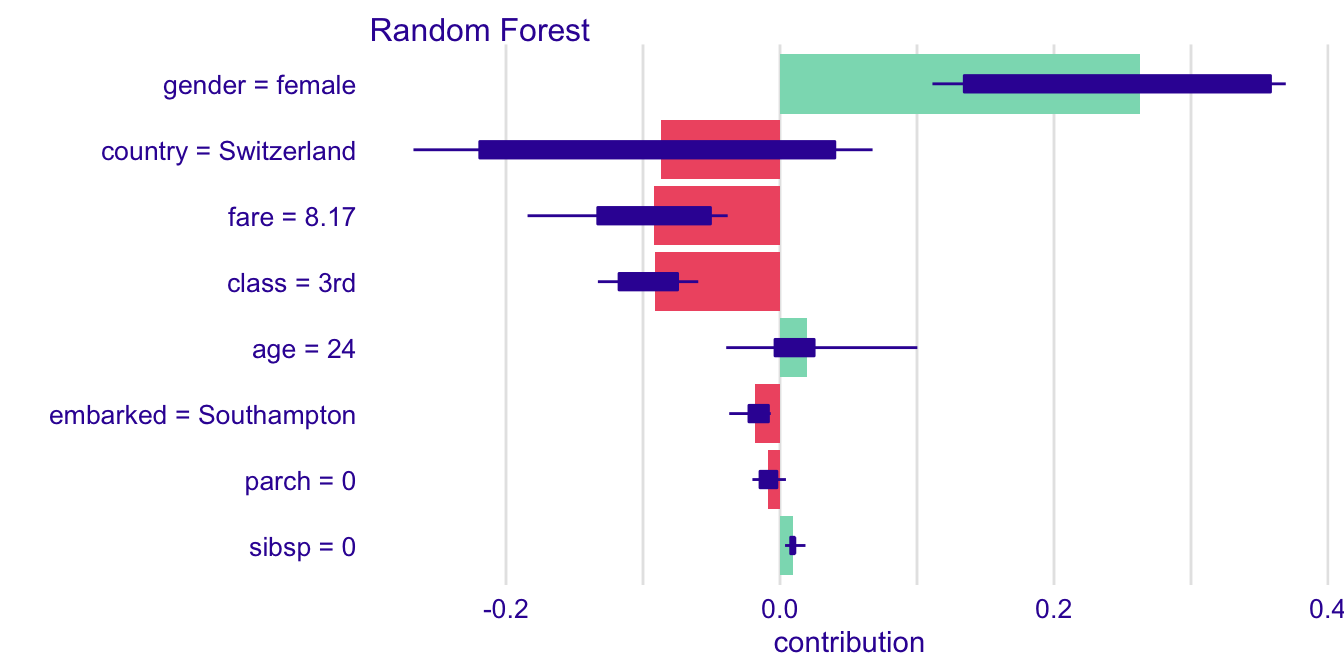 Random Forest
gender = female
country = Switzerland
fare = 8.17
class = 3rd
age = 24
embarked = Southampton
parch = 0
sibsp = 0
-0.2 0.0 0.2 0.4
contribution